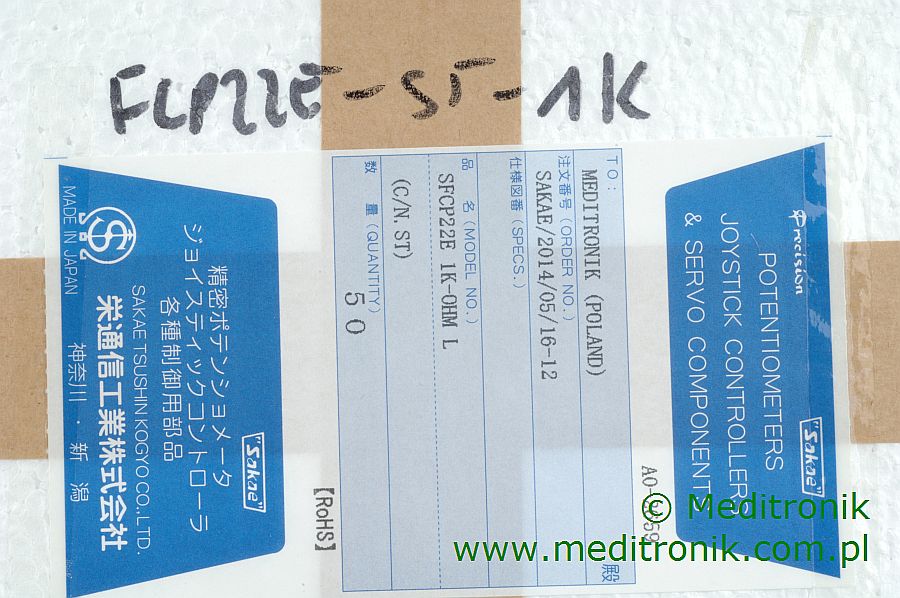 FCP22E-ST-1K
Precision "Sakae"
POTENTIOMETERS
JOYSTICK CONTROLLERS
& SERVO COMPONENTS
TO:
MEDITRONIK (POLAND) 殿
注文番号 (ORDER NO.)
SAKAE/2014/05/16-12
仕様図番 (SPECS.)
品 名 (MODEL NO.)
SFCP22E 1K-OHM L
(C/N. ST)
数 量 (QUANTITY)
50
【RoHS】
"Sakae"
精密ポテンショメータ
ジョイスティックコントローラ
各種制御用部品
SAKAE TSUSHIN KOGYO CO.,LTD.
栄通信工業株式会社
神奈川・新潟
MADE IN JAPAN
© Meditronik
www.meditronik.com.pl